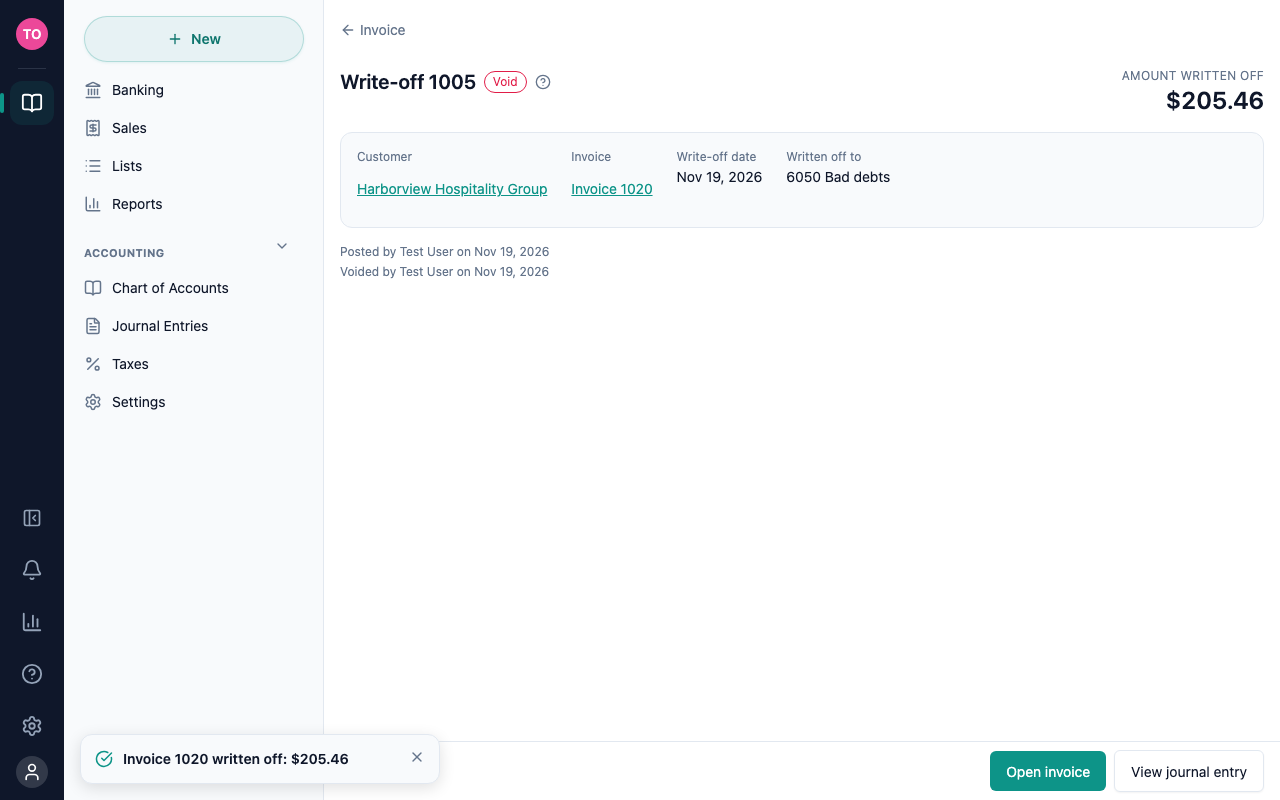 TO
New
Banking
Sales
Lists
Reports
ACCOUNTING
Chart of Accounts
Journal Entries
Taxes
Settings
Invoice
Write-off 1005 Void
AMOUNT WRITTEN OFF
$205.46
Customer Invoice Write-off date Written off to
Harborview Hospitality Group Invoice 1020 Nov 19, 2026 6050 Bad debts
Posted by Test User on Nov 19, 2026
Voided by Test User on Nov 19, 2026
Invoice 1020 written off: $205.46
Open invoice View journal entry